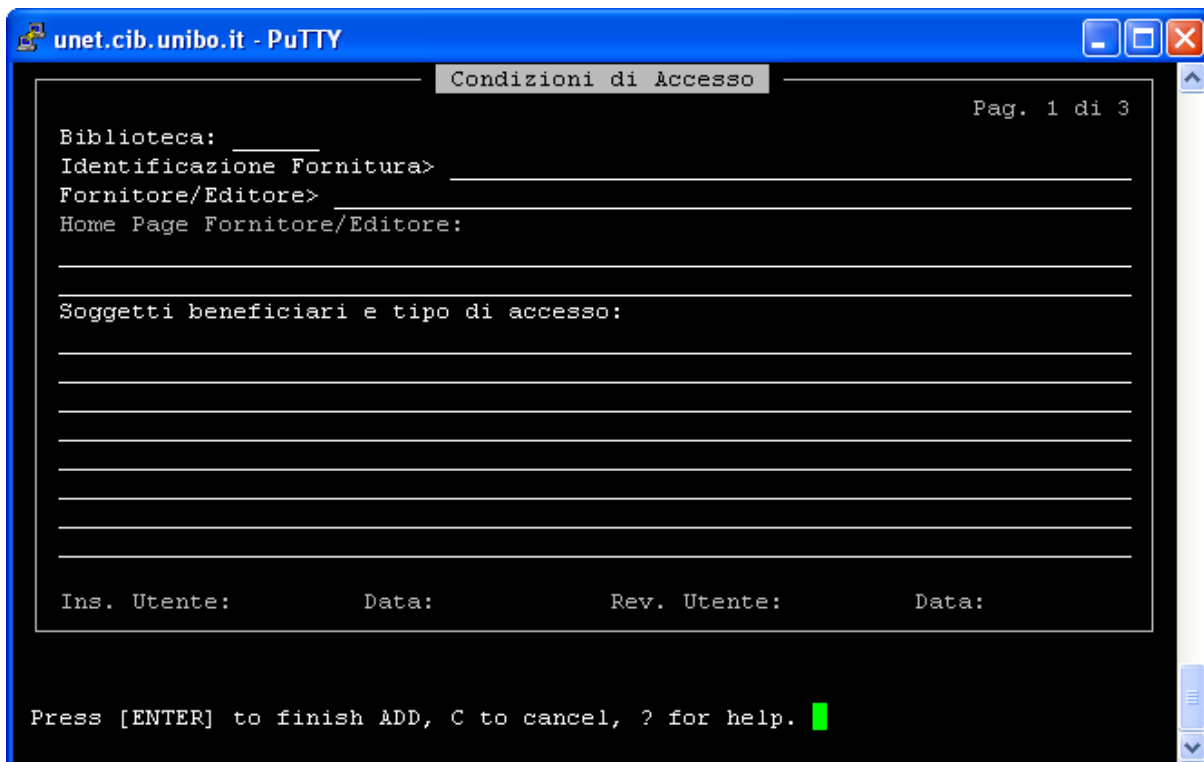 unet.cib.unibo.it - PuTTY
Condizioni di Accesso
Pag. 1 di 3
Biblioteca:
Identificazione Fornitura>
Fornitore/Editore>
Home Page Fornitore/Editore:
Soggetti beneficiari e tipo di accesso:
Ins. Utente: Data: Rev. Utente: Data:
Press [ENTER] to finish ADD, C to cancel, ? for help.